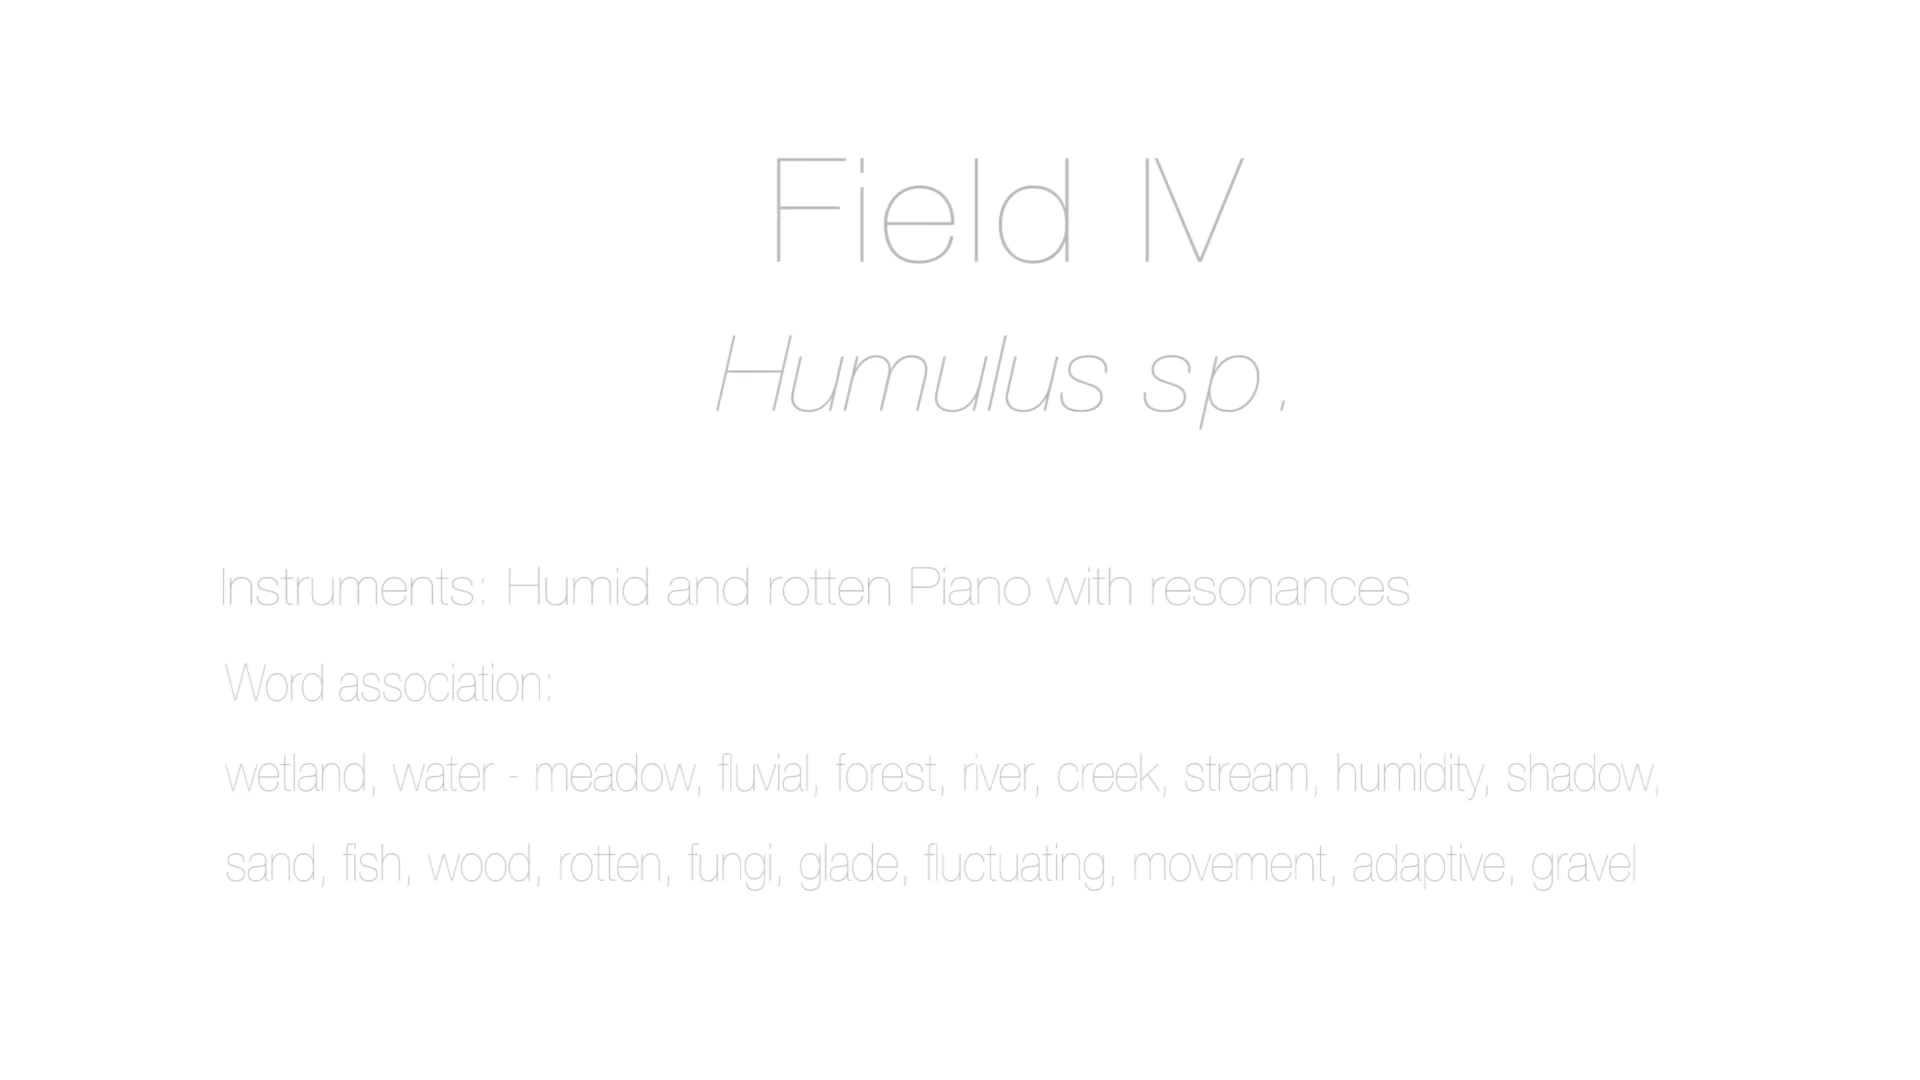 Field IV
Humulus sp.
Instruments: Humid and rotten Piano with resonances
Word association:
wetland, water - meadow, fluvial, forest, river, creek, stream, humidity, shadow,
sand, fish, wood, rotten, fungi, glade, fluctuating, movement, adaptive, gravel